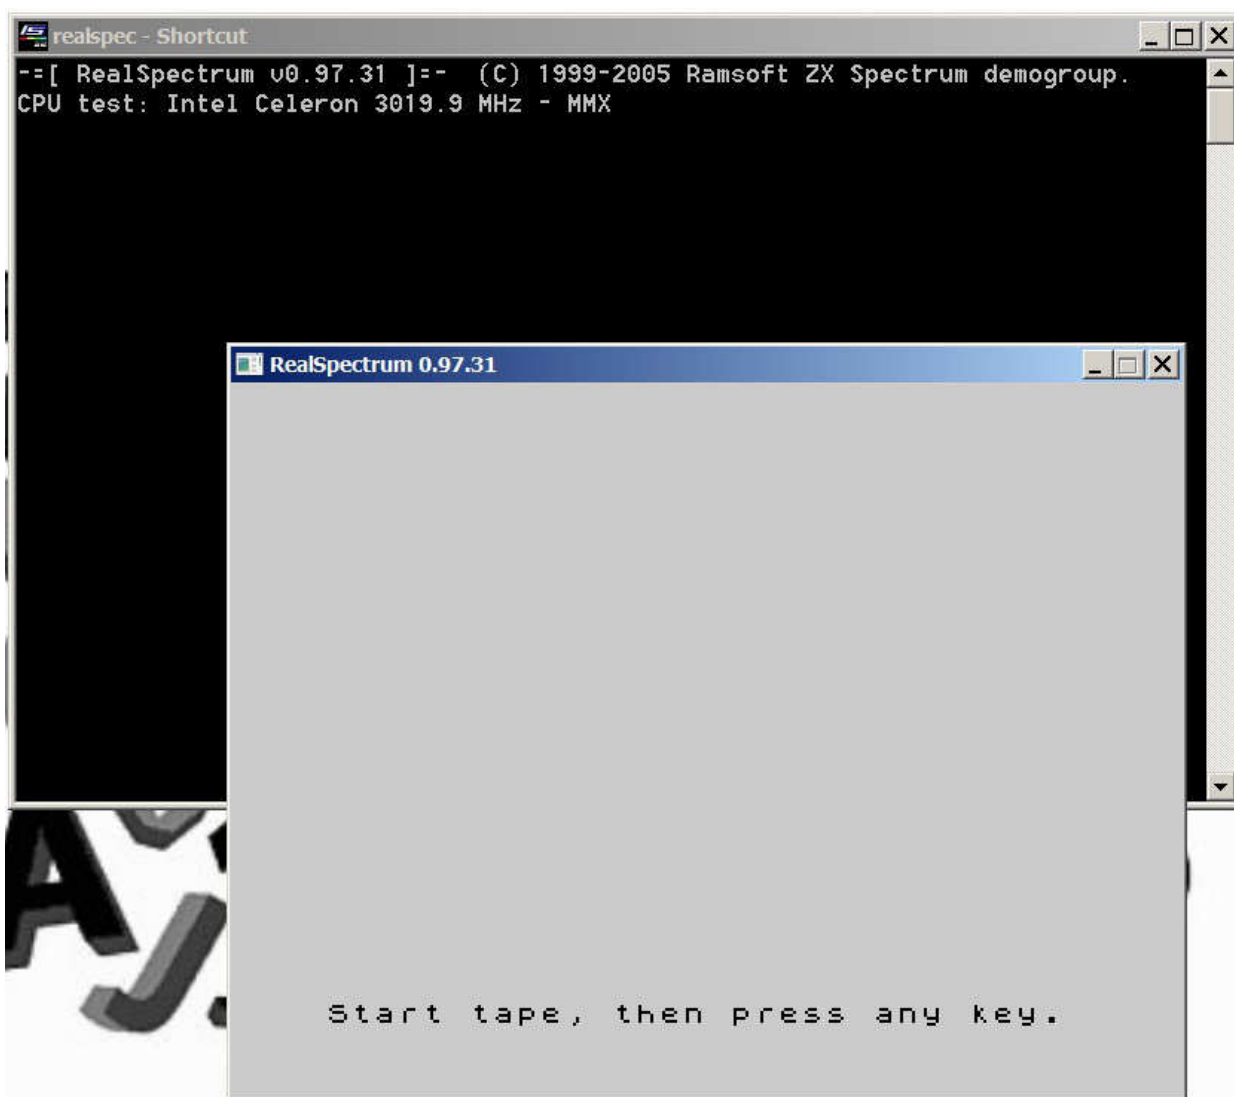 realspec - Shortcut
-=[ RealSpectrum v0.97.31 ]=- (C) 1999-2005 Ramsoft ZX Spectrum demogroup.
CPU test: Intel Celeron 3019.9 MHz - MMX
RealSpectrum 0.97.31
Start tape, then press any key.
A
J